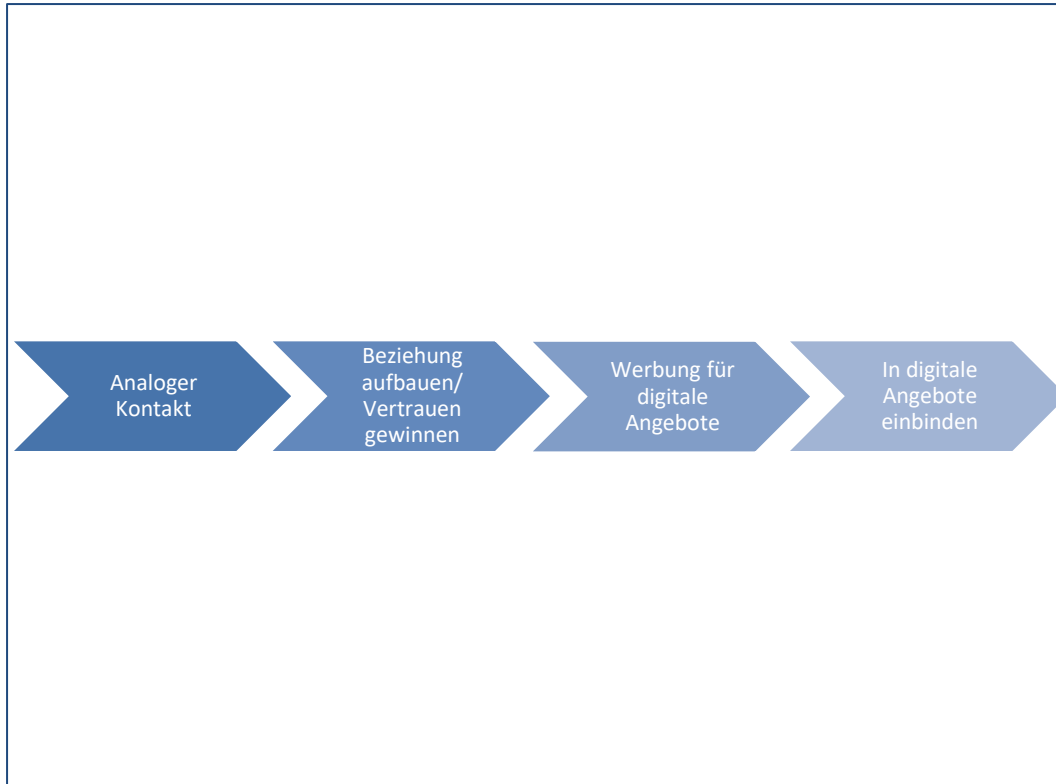 Analoger
Kontakt
Beziehung
aufbauen/
Vertrauen
gewinnen
Werbung für
digitale
Angebote
In digitale
Angebote
einbinden